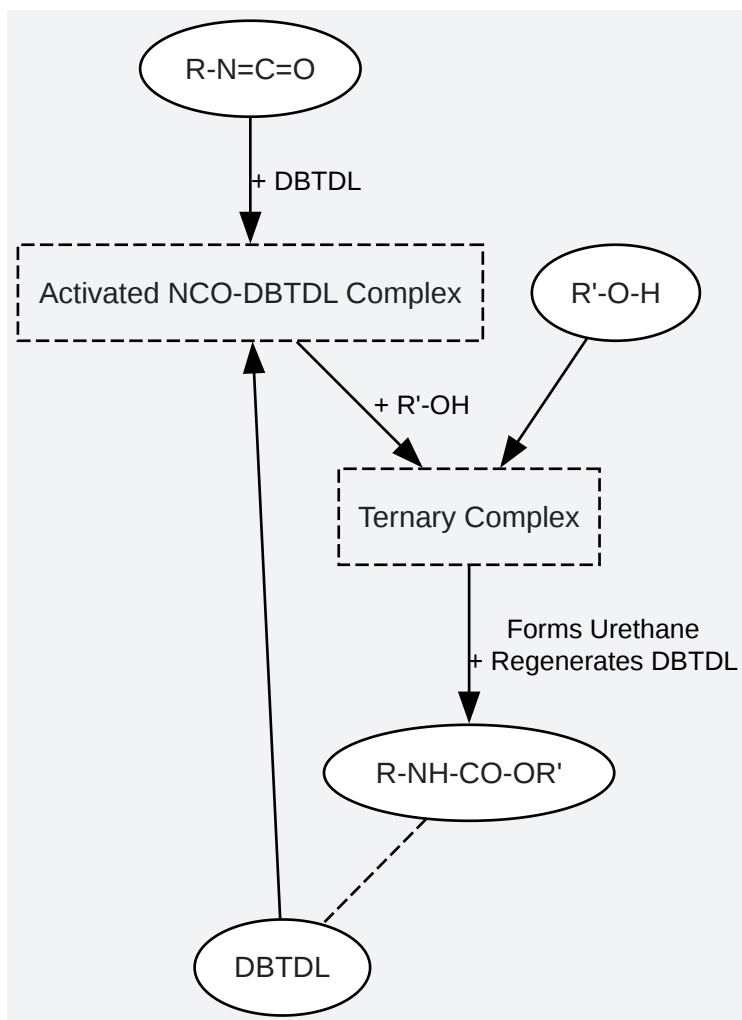 R-N=C=O
+ DBTDL
Activated NCO-DBTDL Complex
R'-O-H
+ R'-OH
Ternary Complex
Forms Urethane
+ Regenerates DBTDL
R-NH-CO-OR'
DBTDL